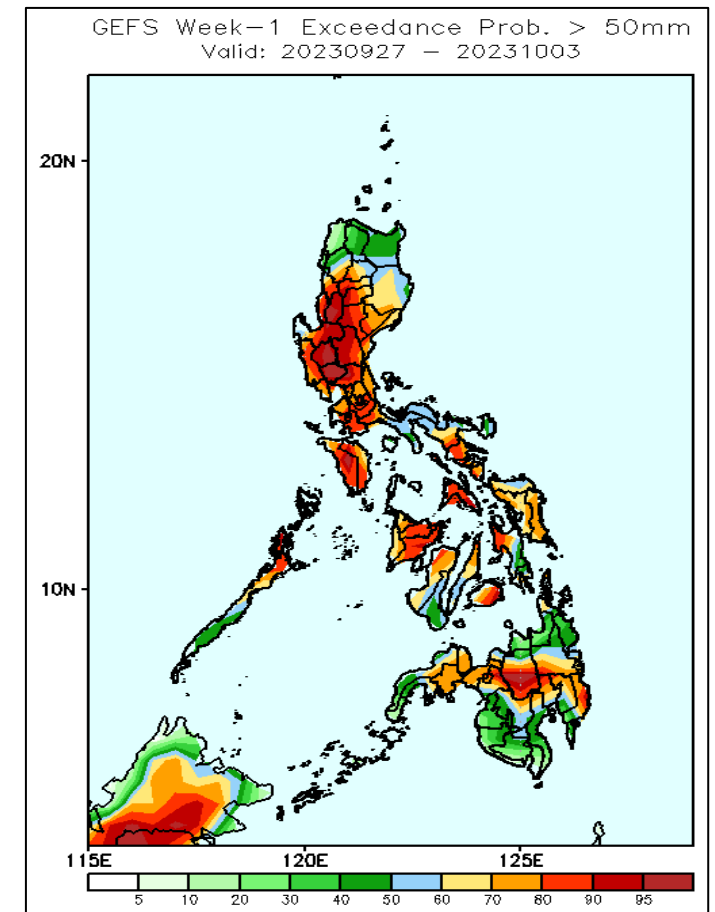 GEFS Week-1 Exceedance Prob. > 50mm
Valid: 20230927 - 20231003
20N
10N
115E 120E 125E
5 10 20 30 40 50 60 70 80 90 95